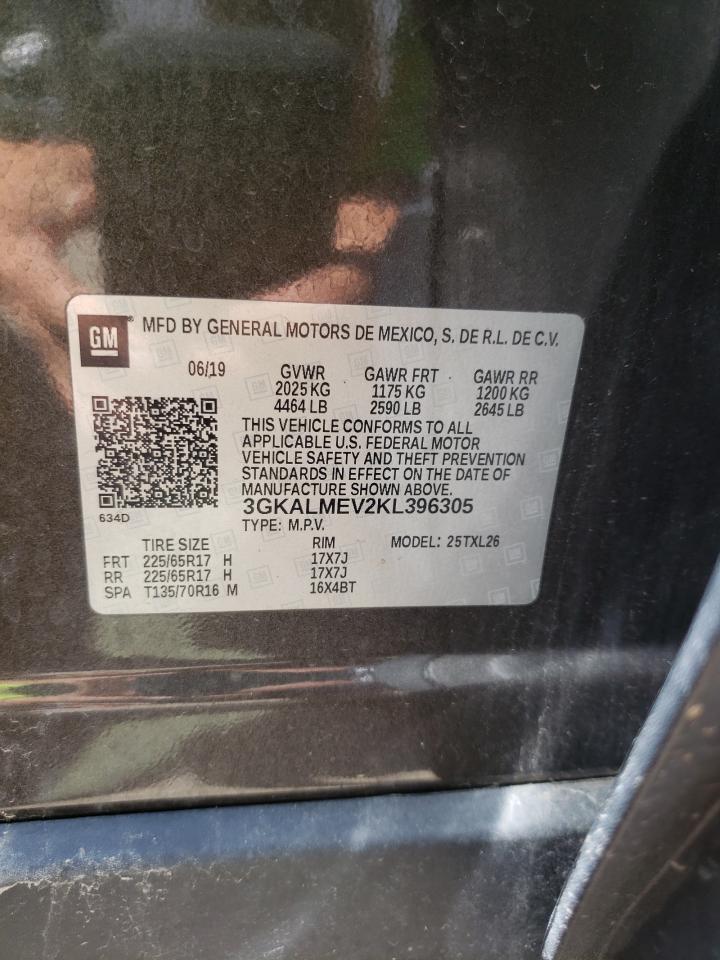 GM ® MFD BY GENERAL MOTORS DE MEXICO, S. DE R.L. DE C.V.
06/19 GVWR GAWR FRT GAWR RR
2025 KG 1175 KG 1200 KG
4464 LB 2590 LB 2645 LB
THIS VEHICLE CONFORMS TO ALL
APPLICABLE U.S. FEDERAL MOTOR
VEHICLE SAFETY AND THEFT PREVENTION
STANDARDS IN EFFECT ON THE DATE OF
MANUFACTURE SHOWN ABOVE.
3GKALMEV2KL396305
634D
TYPE: M.P.V.
TIRE SIZE RIM MODEL: 25TXL26
FRT 225/65R17 H 17X7J
RR 225/65R17 H 17X7J
SPA T135/70R16 M 16X4BT